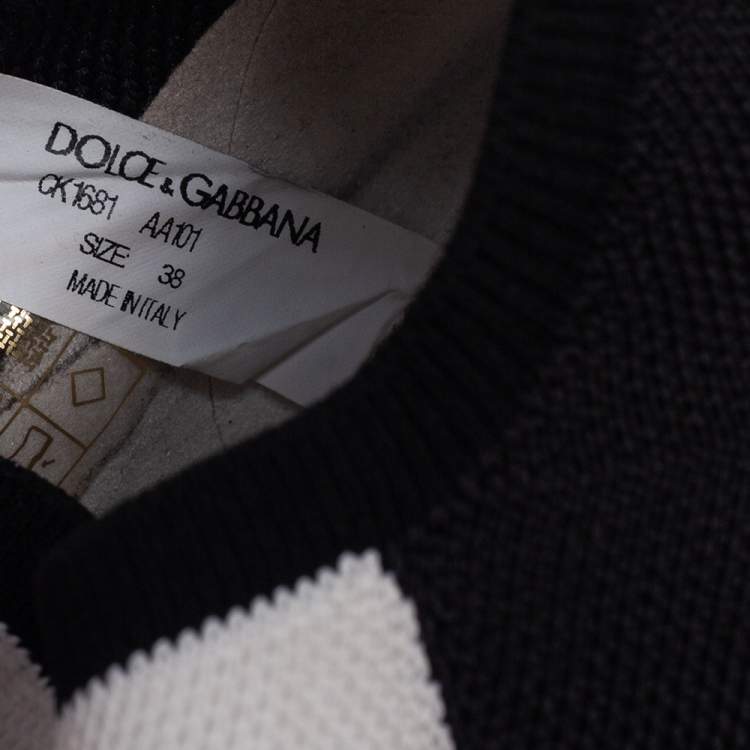 DOLCE & GABBANA
CK1681 AA101
SIZE: 38
MADE IN ITALY